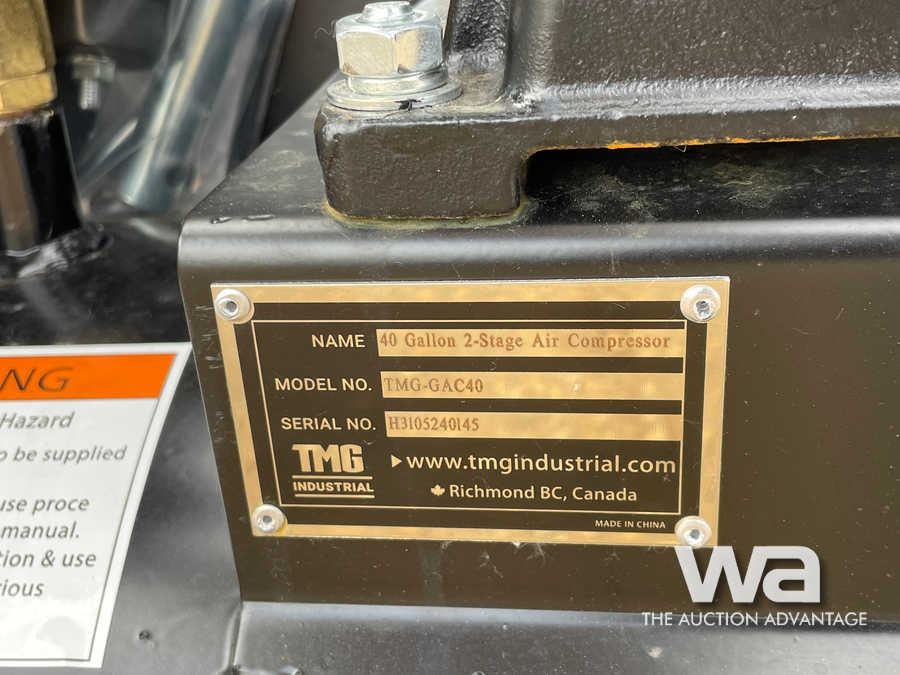 NAME 40 Gallon 2-Stage Air Compressor
MODEL NO. TMG-GAC40
SERIAL NO. H3105240145
TMG
INDUSTRIAL
www.tmgindustrial.com
Richmond BC, Canada
MADE IN CHINA
NG
Hazard
o be supplied
use proce
manual.
tion & use
rious
wa
THE AUCTION ADVANTAGE